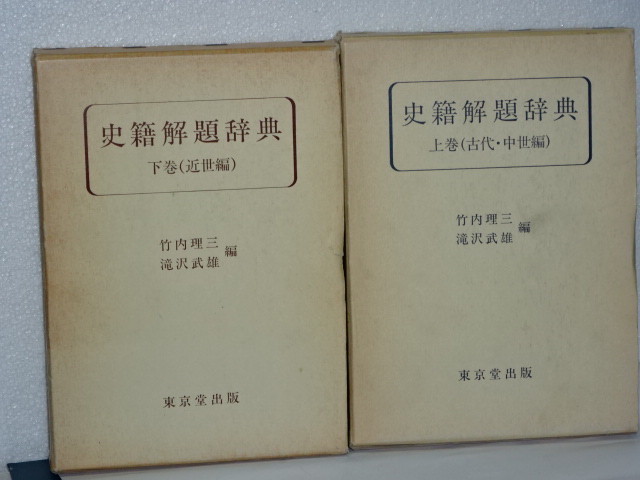 史籍解題辞典
下巻(近世編)
竹内理三
滝沢武雄
編
東京堂出版
史籍解題辞典
上巻(古代・中世編)
竹内理三
滝沢武雄
編
東京堂出版